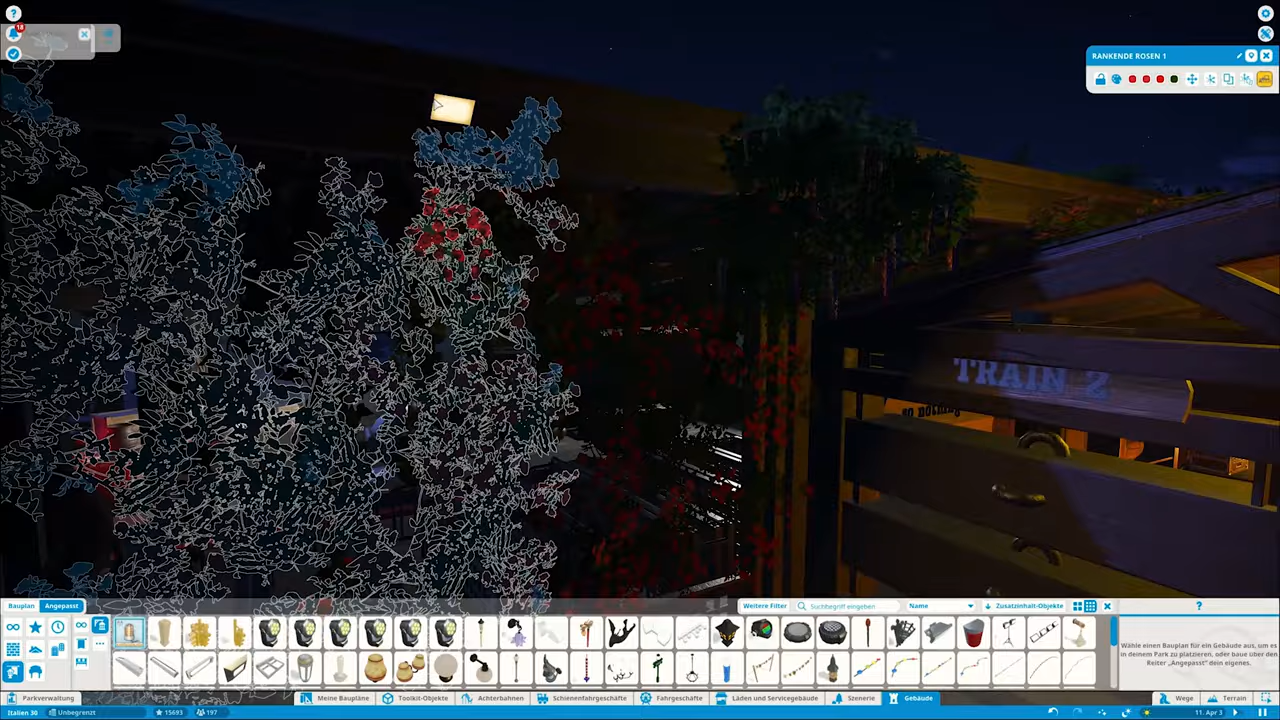 ?
18
RANKENDE ROSEN 1
TRAIN Z
Bauplan
Angepasst
Weitere Filter
Suchbegriff eingeben
Name
Zusatzinhalt-Objekte
?
Wähle einen Bauplan für ein Gebäude aus, um es
in deinem Park zu platzieren, oder baue über den
Reiter „Angepasst" dein eigenes.
Parkverwaltung
Meine Baupläne
Toolkit-Objekte
Achterbahnen
Schienenfahrgeschäfte
Fahrgeschäfte
Läden und Servicegebäude
Szenerie
Gebäude
Wege
Terrain
Italien 30
Unbegrenzt
15693
197
11. Apr 3